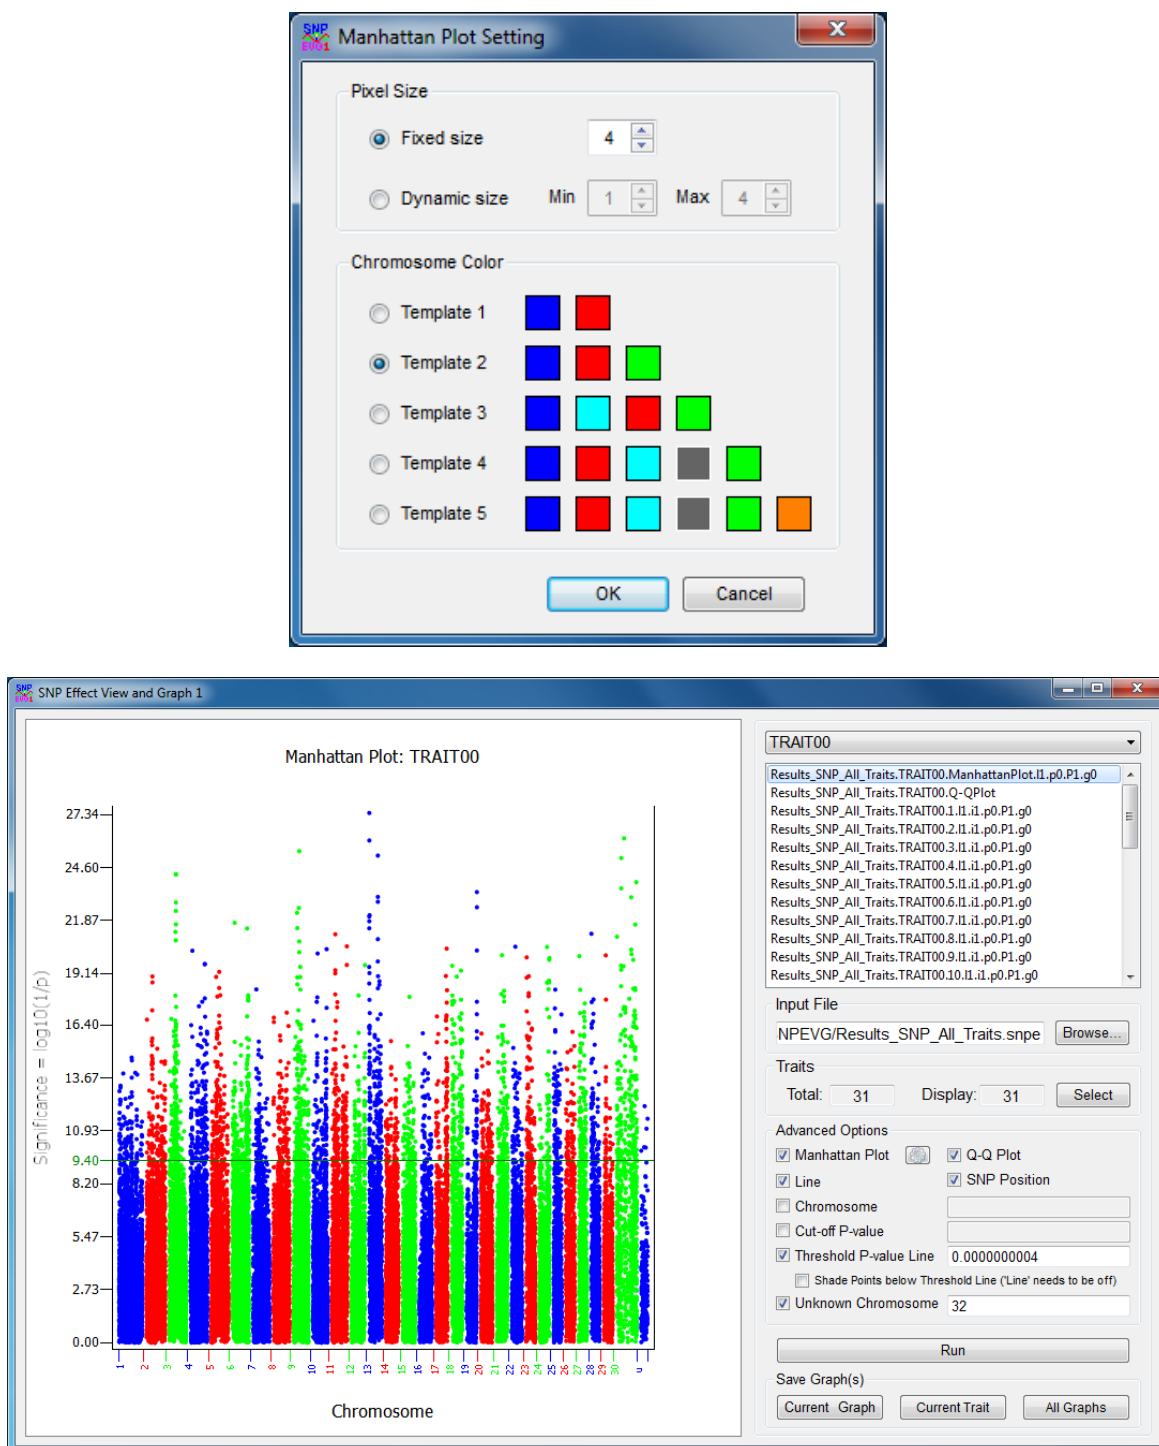 SNP
EVG1
Manhattan Plot Setting
Pixel Size
Fixed size 4
Dynamic size Min 1 Max 4
Chromosome Color
Template 1
Template 2
Template 3
Template 4
Template 5
OK Cancel
SNP
EVG1
SNP Effect View and Graph 1
Manhattan Plot: TRAIT00
27.34
24.60
21.87
19.14
16.40
13.67
10.93
9.40
8.20
5.47
2.73
0.00
Significance = log10(1/p)
1 2 3 4 5 6 7 8 9 10 11 12 13 14 15 16 17 18 19 20 21 22 23 24 25 26 27 28 29 30 u
Chromosome
TRAIT00
Results_SNP_All_Traits.TRAIT00.ManhattanPlot.l1.p0.P1.g0
Results_SNP_All_Traits.TRAIT00.Q-QPlot
Results_SNP_All_Traits.TRAIT00.1.l1.i1.p0.P1.g0
Results_SNP_All_Traits.TRAIT00.2.l1.i1.p0.P1.g0
Results_SNP_All_Traits.TRAIT00.3.l1.i1.p0.P1.g0
Results_SNP_All_Traits.TRAIT00.4.l1.i1.p0.P1.g0
Results_SNP_All_Traits.TRAIT00.5.l1.i1.p0.P1.g0
Results_SNP_All_Traits.TRAIT00.6.l1.i1.p0.P1.g0
Results_SNP_All_Traits.TRAIT00.7.l1.i1.p0.P1.g0
Results_SNP_All_Traits.TRAIT00.8.l1.i1.p0.P1.g0
Results_SNP_All_Traits.TRAIT00.9.l1.i1.p0.P1.g0
Results_SNP_All_Traits.TRAIT00.10.l1.i1.p0.P1.g0
Input File
NPEVG/Results_SNP_All_Traits.snpe Browse...
Traits
Total: 31 Display: 31 Select
Advanced Options
Manhattan Plot Q-Q Plot
Line SNP Position
Chromosome
Cut-off P-value
Threshold P-value Line 0.0000000004
Shade Points below Threshold Line ('Line' needs to be off)
Unknown Chromosome 32
Run
Save Graph(s)
Current Graph Current Trait All Graphs